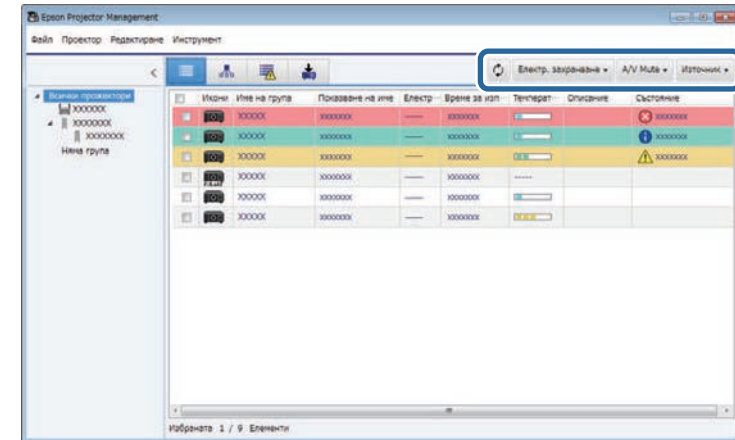 Epson Projector Management
Файл Проектор Редактиране Инструмент
Електр. захранване A/V Mute Източник
Всички прожектори
XXXXXX
XXXXXXX
XXXXXXX
Няма група
Икони Име на група Показване на име Електр Време за изп Температ Описание Състояние
XXXXX XXXXXXX ---- XXXXXXX XXXXXXX
XXXXX XXXXXXX ---- XXXXXXX XXXXXXX
XXXXX XXXXXXX ---- XXXXXXX XXXXXXX
XXXXX XXXXXXX ---- XXXXXXX -----
XXXXX XXXXXXX ---- XXXXXXX
XXXXX XXXXXXX ---- XXXXXXX
Избраната 1 / 9 Елементи